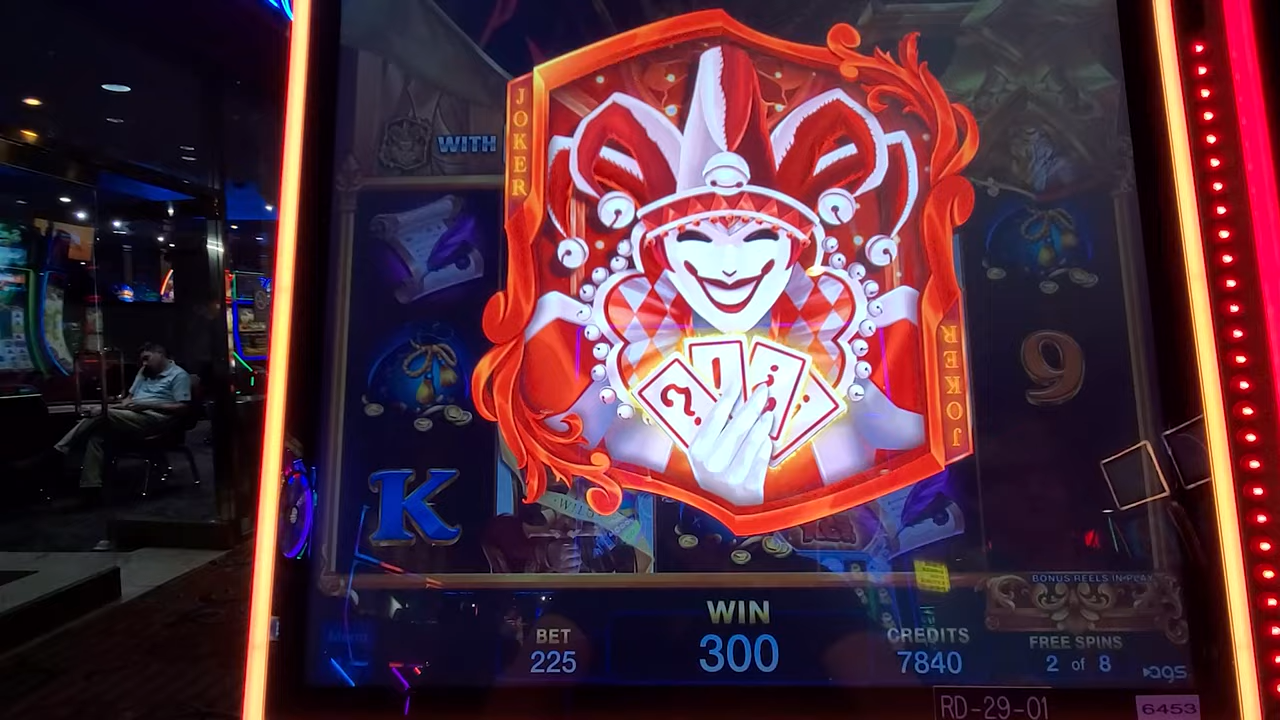 JOKER
WITH
JOKER
9
K
WILD
BONUS REELS IN PLAY
WIN
300
BET
225
CREDITS
7840
FREE SPINS
2 of 8
ags
RD-29-01
6453